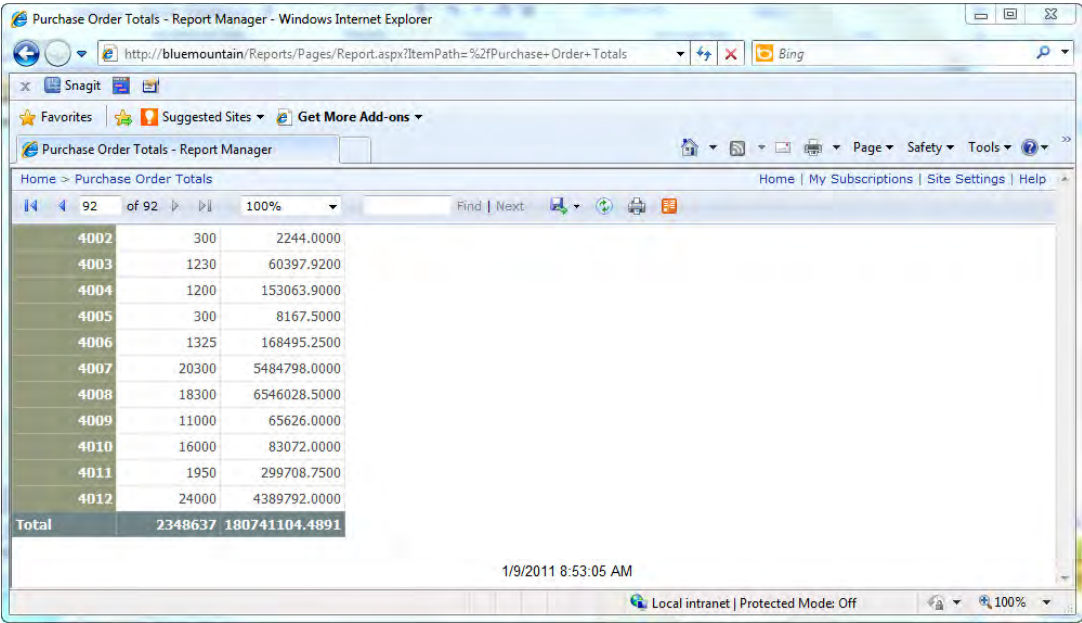 Purchase Order Totals - Report Manager - Windows Internet Explorer
http://bluemountain/Reports/Pages/Report.aspx?ItemPath=%2fPurchase+Order+Totals Bing
x Snagit
Favorites Suggested Sites Get More Add-ons
Purchase Order Totals - Report Manager Page Safety Tools
Home > Purchase Order Totals Home | My Subscriptions | Site Settings | Help
92 of 92 100% Find | Next
4002 300 2244.0000
4003 1230 60397.9200
4004 1200 153063.9000
4005 300 8167.5000
4006 1325 168495.2500
4007 20300 5484798.0000
4008 18300 6546028.5000
4009 11000 65626.0000
4010 16000 83072.0000
4011 1950 299708.7500
4012 24000 4389792.0000
Total 2348637 180741104.4891
1/9/2011 8:53:05 AM
Local intranet | Protected Mode: Off 100%